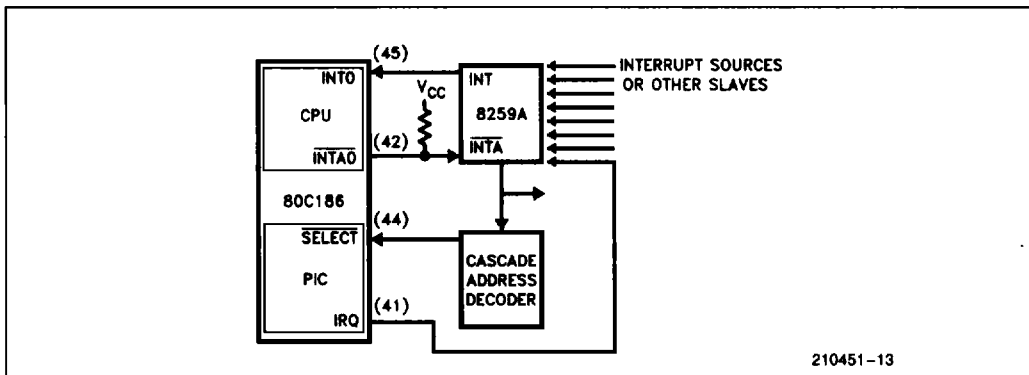 (45)
INT0
CPU
INTA0
(42)
VCC
INT
8259A
INTA
INTERRUPT SOURCES
OR OTHER SLAVES
80C186
(44)
SELECT
PIC
(41)
IRQ
CASCADE
ADDRESS
DECODER
210451-13